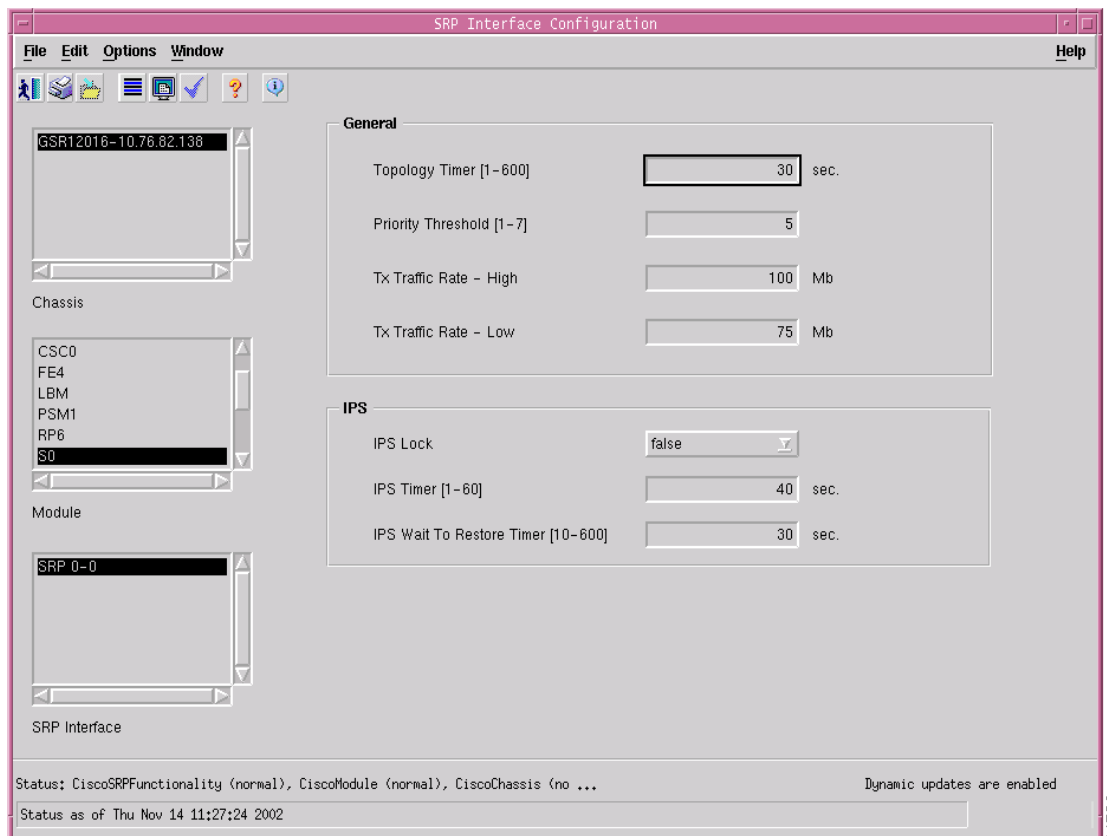 SRP Interface Configuration
File Edit Options Window Help
GSR12016-10.76.82.138
Chassis
CSC0
FE4
LBM
PSM1
RP6
S0
Module
SRP 0-0
SRP Interface
General
Topology Timer [1-600] 30 sec.
Priority Threshold [1-7] 5
Tx Traffic Rate - High 100 Mb
Tx Traffic Rate - Low 75 Mb
IPS
IPS Lock false
IPS Timer [1-60] 40 sec.
IPS Wait To Restore Timer [10-600] 30 sec.
Status: CiscoSRPFunctionality (normal), CiscoModule (normal), CiscoChassis (no ... Dynamic updates are enabled
Status as of Thu Nov 14 11:27:24 2002